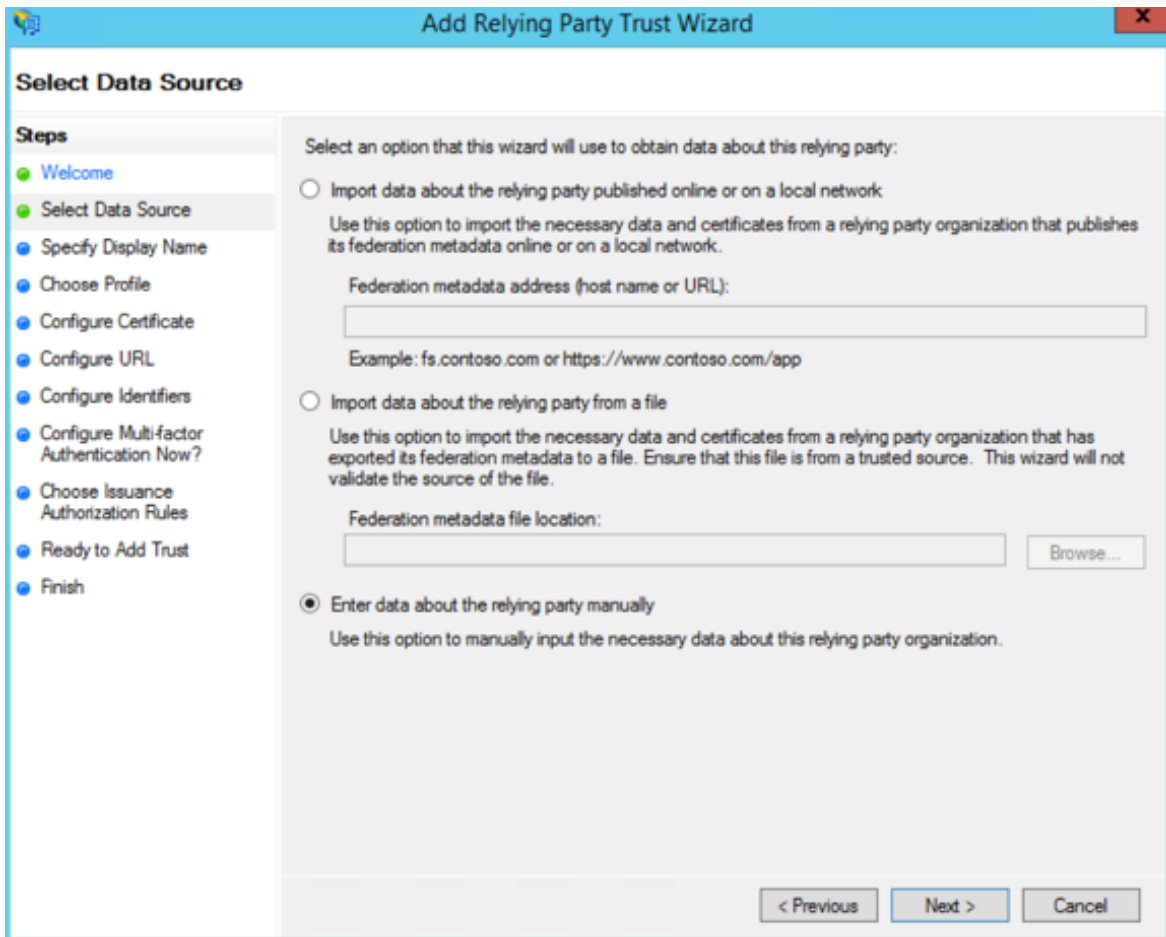 Add Relying Party Trust Wizard
x
Select Data Source
Steps
Welcome
Select Data Source
Specify Display Name
Choose Profile
Configure Certificate
Configure URL
Configure Identifiers
Configure Multi-factor
Authentication Now?
Choose Issuance
Authorization Rules
Ready to Add Trust
Finish
Select an option that this wizard will use to obtain data about this relying party:
Import data about the relying party published online or on a local network
Use this option to import the necessary data and certificates from a relying party organization that publishes
its federation metadata online or on a local network.
Federation metadata address (host name or URL):
Example: fs.contoso.com or https://www.contoso.com/app
Import data about the relying party from a file
Use this option to import the necessary data and certificates from a relying party organization that has
exported its federation metadata to a file. Ensure that this file is from a trusted source. This wizard will not
validate the source of the file.
Federation metadata file location:
Browse...
Enter data about the relying party manually
Use this option to manually input the necessary data about this relying party organization.
< Previous
Next >
Cancel